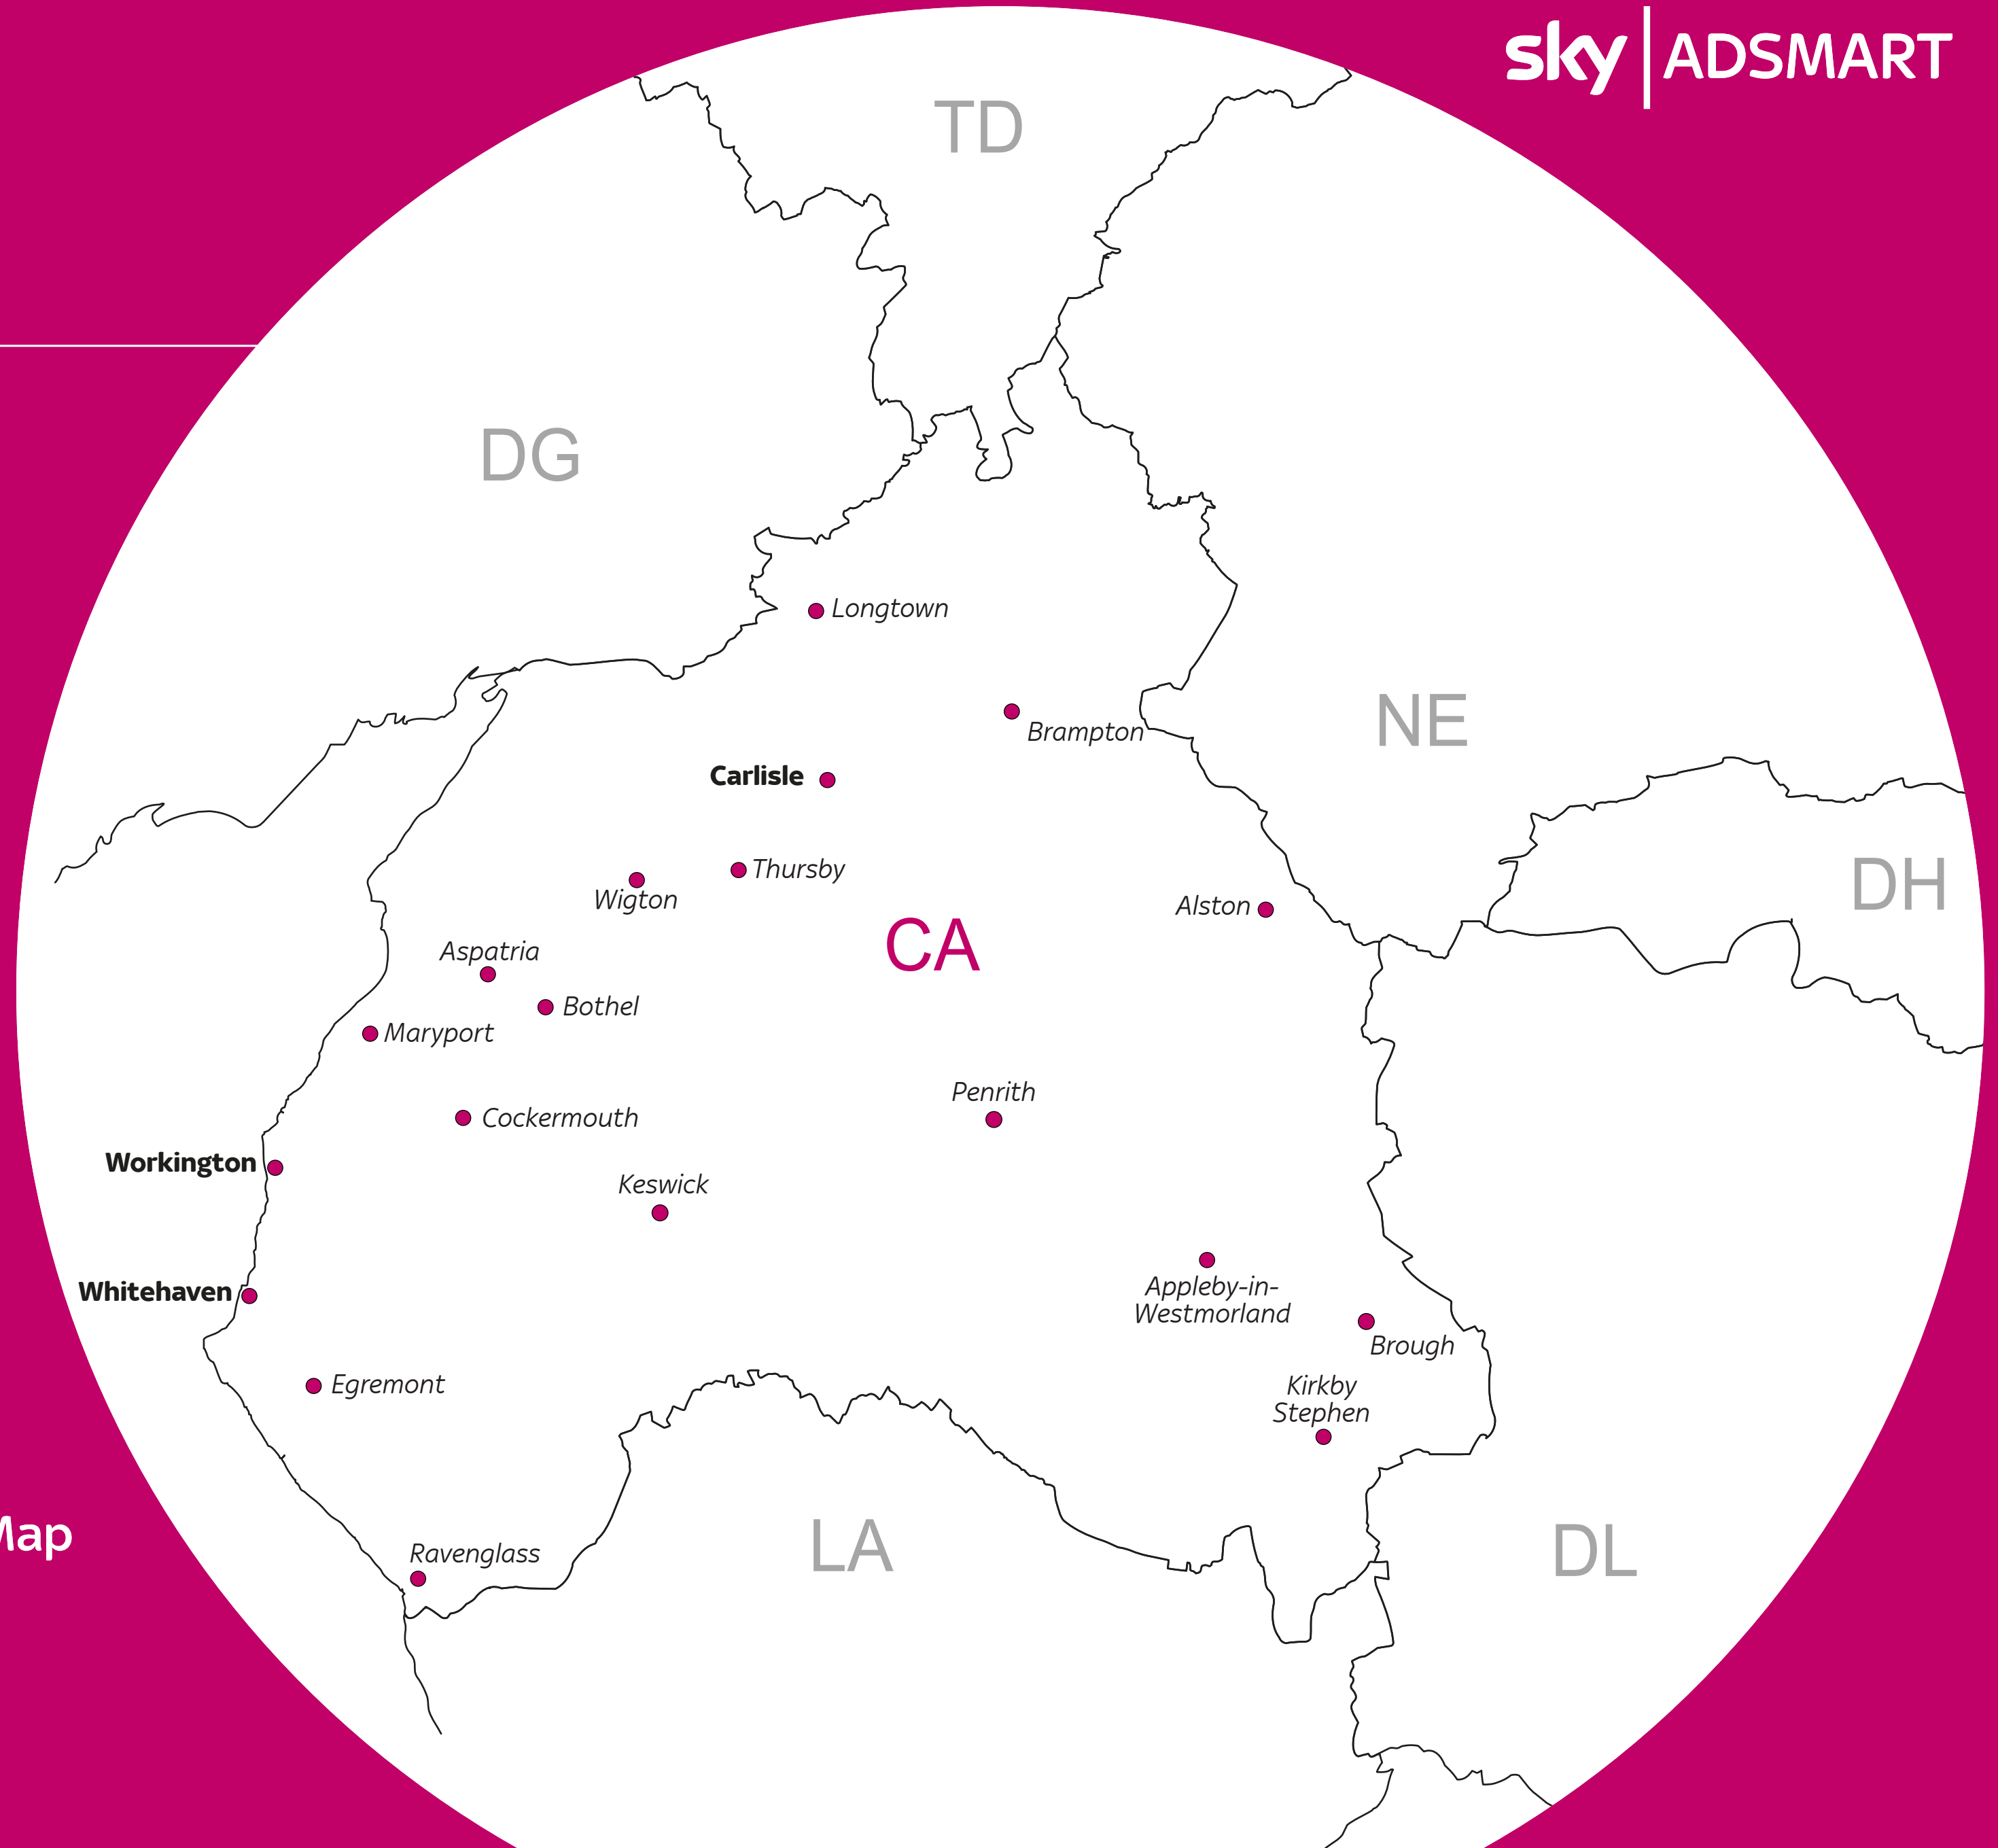 sky ADSMART
TD
DG
Longtown
NE
Brampton
Carlisle
DH
Thursby
Wigton
Alston
CA
Aspatria
Bothel
Maryport
Penrith
Cockermouth
Workington
Keswick
Whitehaven
Appleby-in-
Westmorland
Brough
Egremont
Kirkby
Stephen
LA
DL
Ravenglass